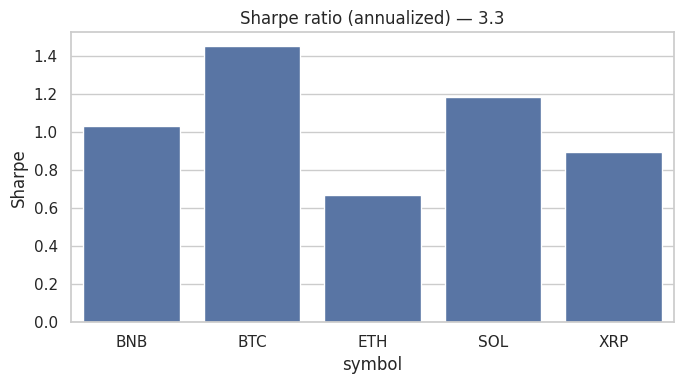 Sharpe ratio (annualized) — 3.3
Sharpe
1.4
1.2
1.0
0.8
0.6
0.4
0.2
0.0
BNB BTC ETH SOL XRP
symbol